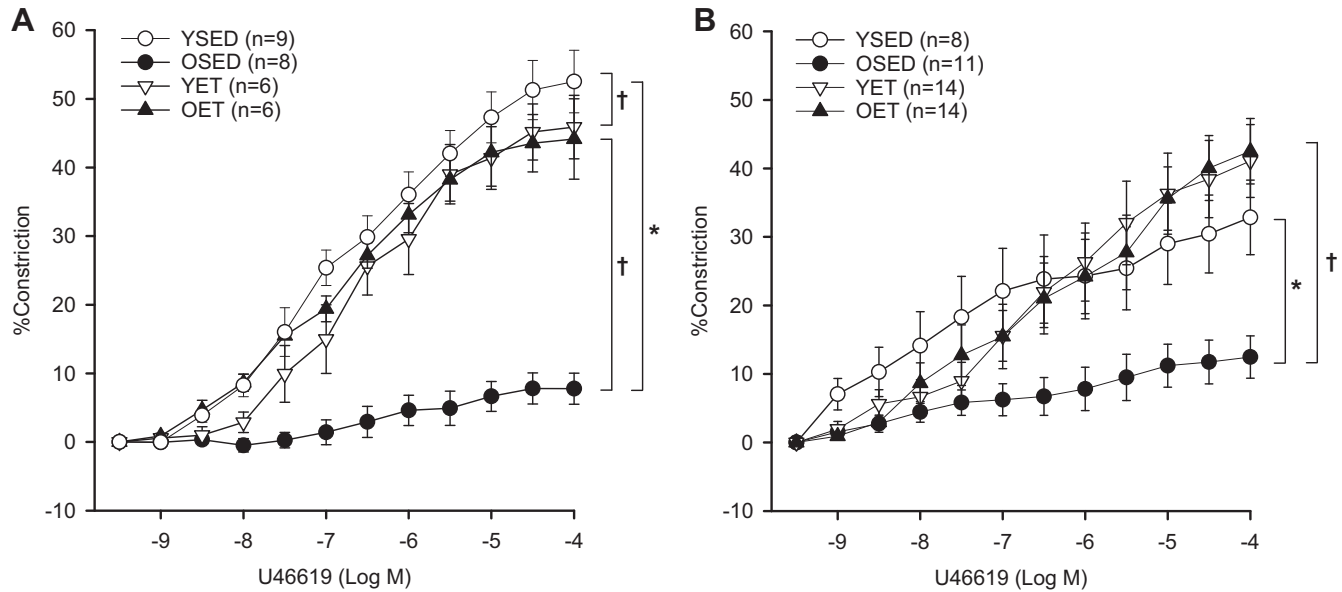 A
%Constriction
60
50
40
30
20
10
0
-10
YSED (n=9)
OSED (n=8)
YET (n=6)
OET (n=6)
†
†
*
-9 -8 -7 -6 -5 -4
U46619 (Log M)
B
%Constriction
60
50
40
30
20
10
0
-10
YSED (n=8)
OSED (n=11)
YET (n=14)
OET (n=14)
*
†
-9 -8 -7 -6 -5 -4
U46619 (Log M)